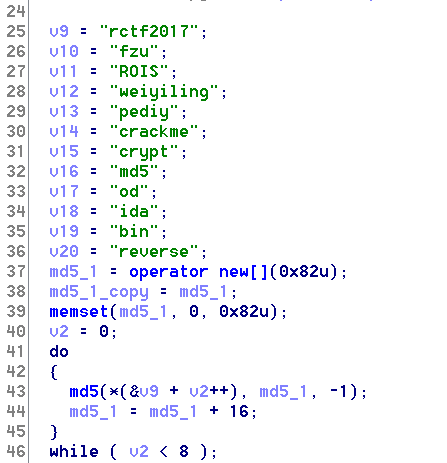 24
25 v9 = "rctf2017";
26 v10 = "fzu";
27 v11 = "ROIS";
28 v12 = "weiyiling";
29 v13 = "pediy";
30 v14 = "crackme";
31 v15 = "crypt";
32 v16 = "md5";
33 v17 = "od";
34 v18 = "ida";
35 v19 = "bin";
36 v20 = "reverse";
37 md5_1 = operator new[](0x82u);
38 md5_1_copy = md5_1;
39 memset(md5_1, 0, 0x82u);
40 v2 = 0;
41 do
42 {
43 md5(*(&v9 + v2++), md5_1, -1);
44 md5_1 = md5_1 + 16;
45 }
46 while ( v2 < 8 );